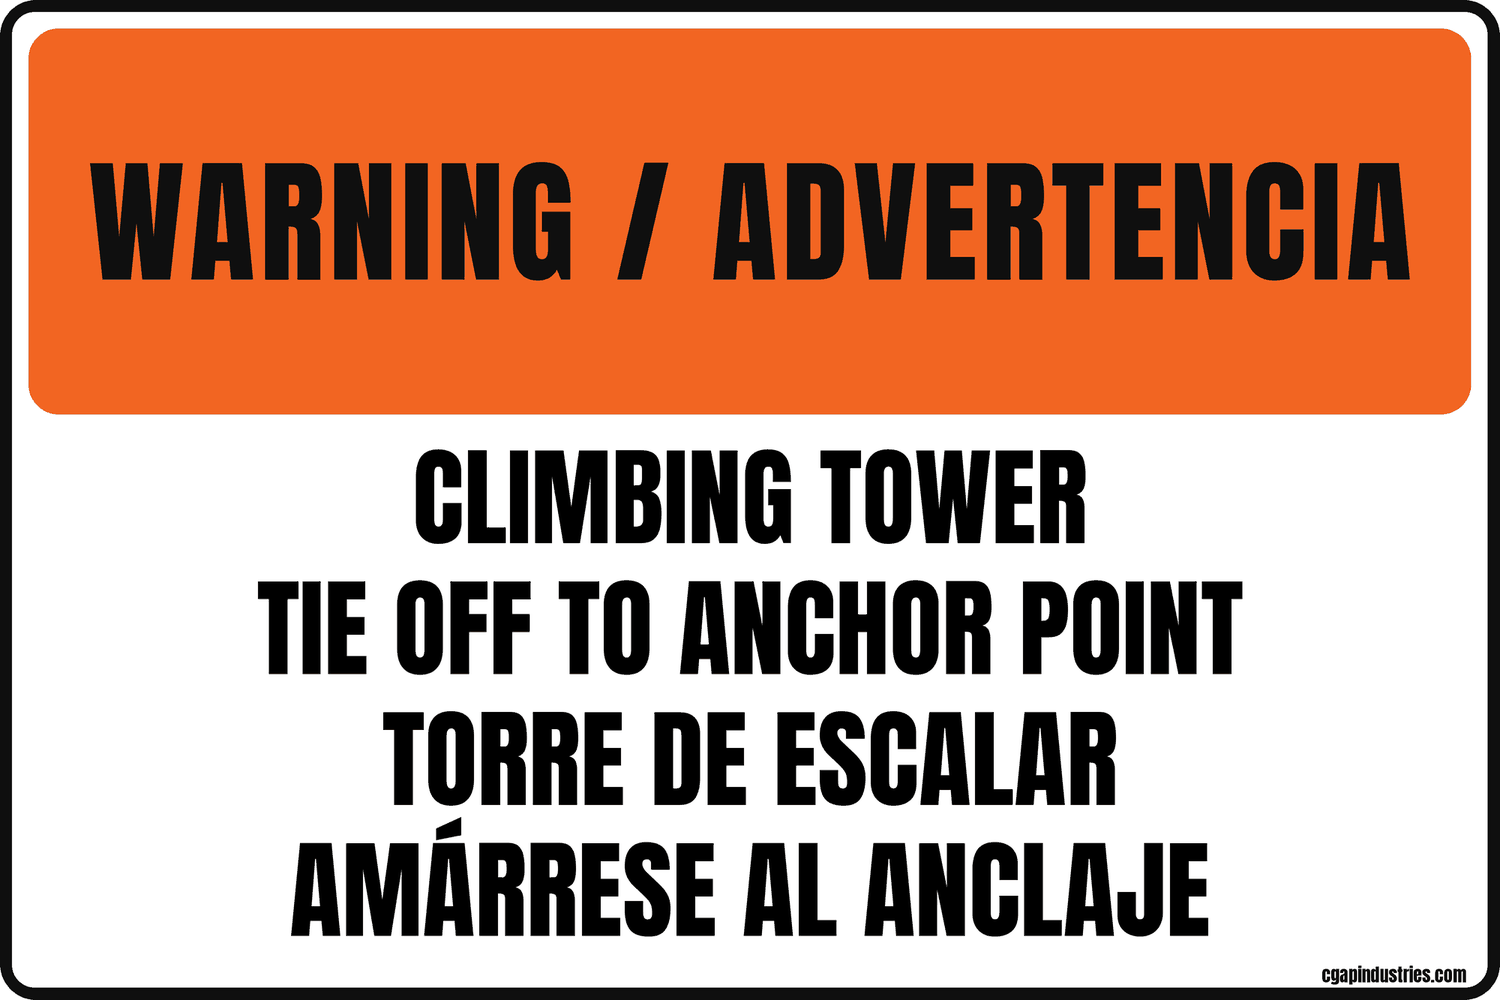 WARNING / ADVERTENCIA
CLIMBING TOWER
TIE OFF TO ANCHOR POINT
TORRE DE ESCALAR
AMÁRRESE AL ANCLAJE
cgapindustries.com